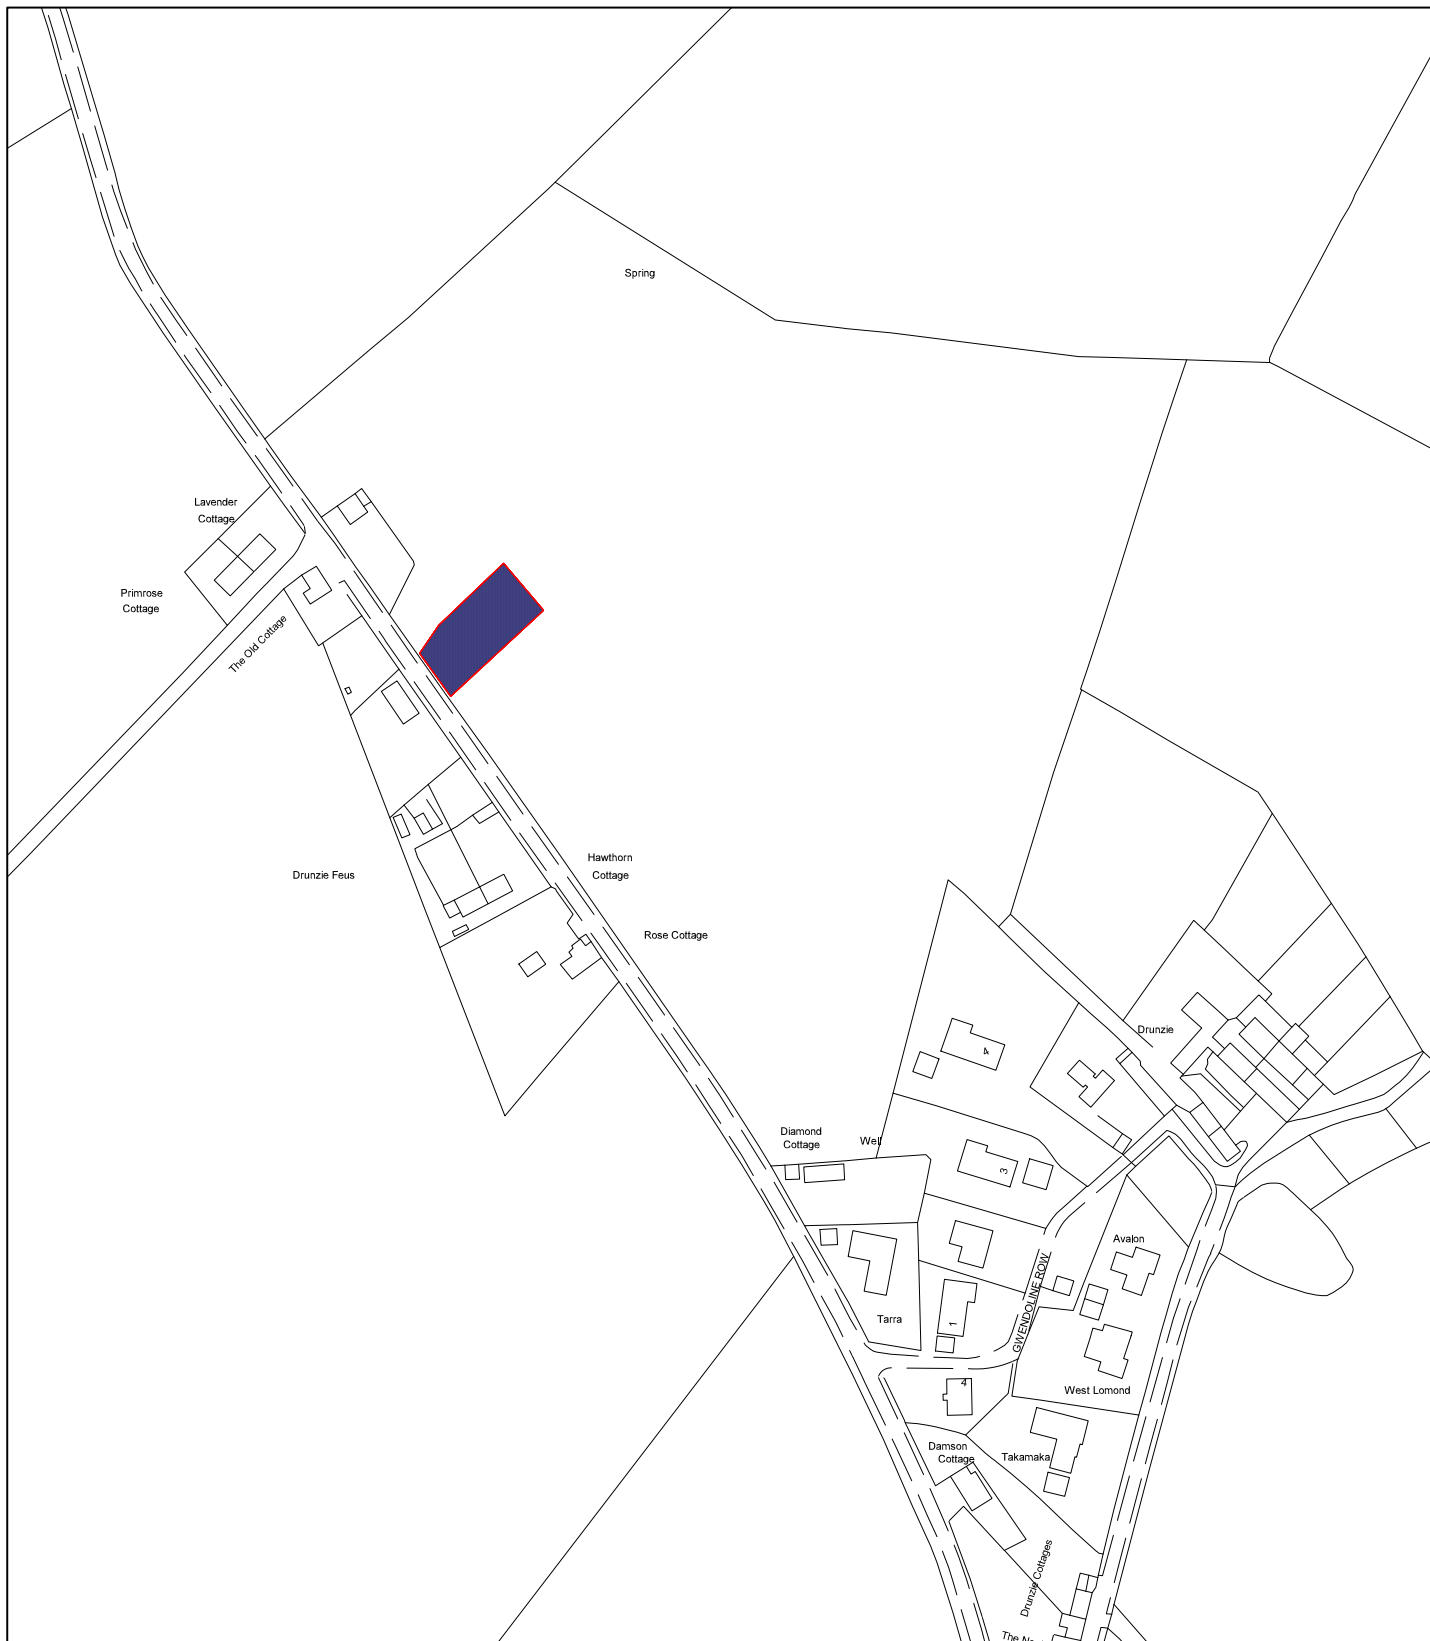 Spring
Lavender
Cottage
Primrose
Cottage
The Old Cottage
Drunzie Feus
Hawthorn
Cottage
Rose Cottage
Drunzie
4
Diamond
Cottage
Well
3
Avalon
GWENDOLINE ROW
Tarra
1
4
West Lomond
Damson
Cottage
Takamaka
Drunzie Cottages
The